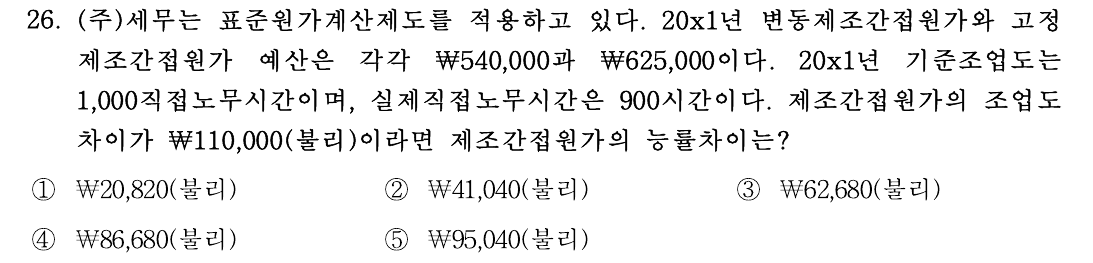 26. (주)세무는 표준원가계산제도를 적용하고 있다. 20x1년 변동제조간접원가와 고정
제조간접원가 예산은 각각 ₩540,000과 ₩625,000이다. 20x1년 기준조업도는
1,000직접노무시간이며, 실제직접노무시간은 900시간이다. 제조간접원가의 조업도
차이가 ₩110,000(불리)이라면 제조간접원가의 능률차이는?
① ₩20,820(불리) ② ₩41,040(불리) ③ ₩62,680(불리)
④ ₩86,680(불리) ⑤ ₩95,040(불리)